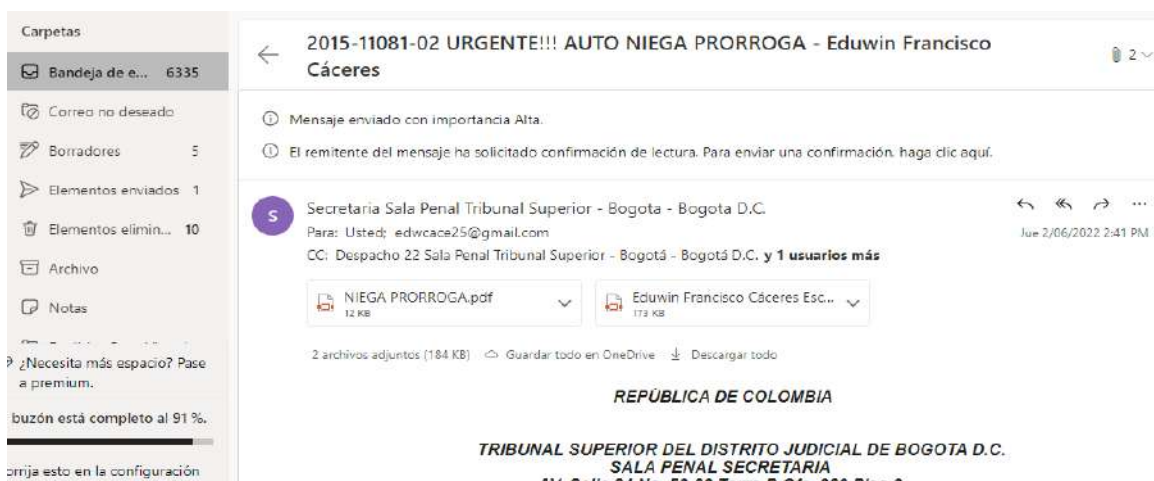 Carpetas
Bandeja de e... 6335
Correo no deseado
Borradores 5
Elementos enviados 1
Elementos elimin... 10
Archivo
Notas
¿Necesita más espacio? Pase
a premium.
buzón está completo al 91 %.
orrija esto en la configuración
2015-11081-02 URGENTE!!! AUTO NIEGA PRORROGA - Eduwin Francisco
Cáceres
2
Mensaje enviado con importancia Alta.
El remitente del mensaje ha solicitado confirmación de lectura. Para enviar una confirmación, haga clic aquí.
S
Secretaria Sala Penal Tribunal Superior - Bogota - Bogota D.C.
Para: Usted; edwcace25@gmail.com
Jue 2/06/2022 2:41 PM
CC: Despacho 22 Sala Penal Tribunal Superior - Bogotá - Bogotá D.C. y 1 usuarios más
NIEGA PRORROGA.pdf
12 KB
Eduwin Francisco Cáceres Esc...
173 KB
2 archivos adjuntos (184 KB) Guardar todo en OneDrive Descargar todo
REPÚBLICA DE COLOMBIA
TRIBUNAL SUPERIOR DEL DISTRITO JUDICIAL DE BOGOTA D.C.
SALA PENAL SECRETARIA